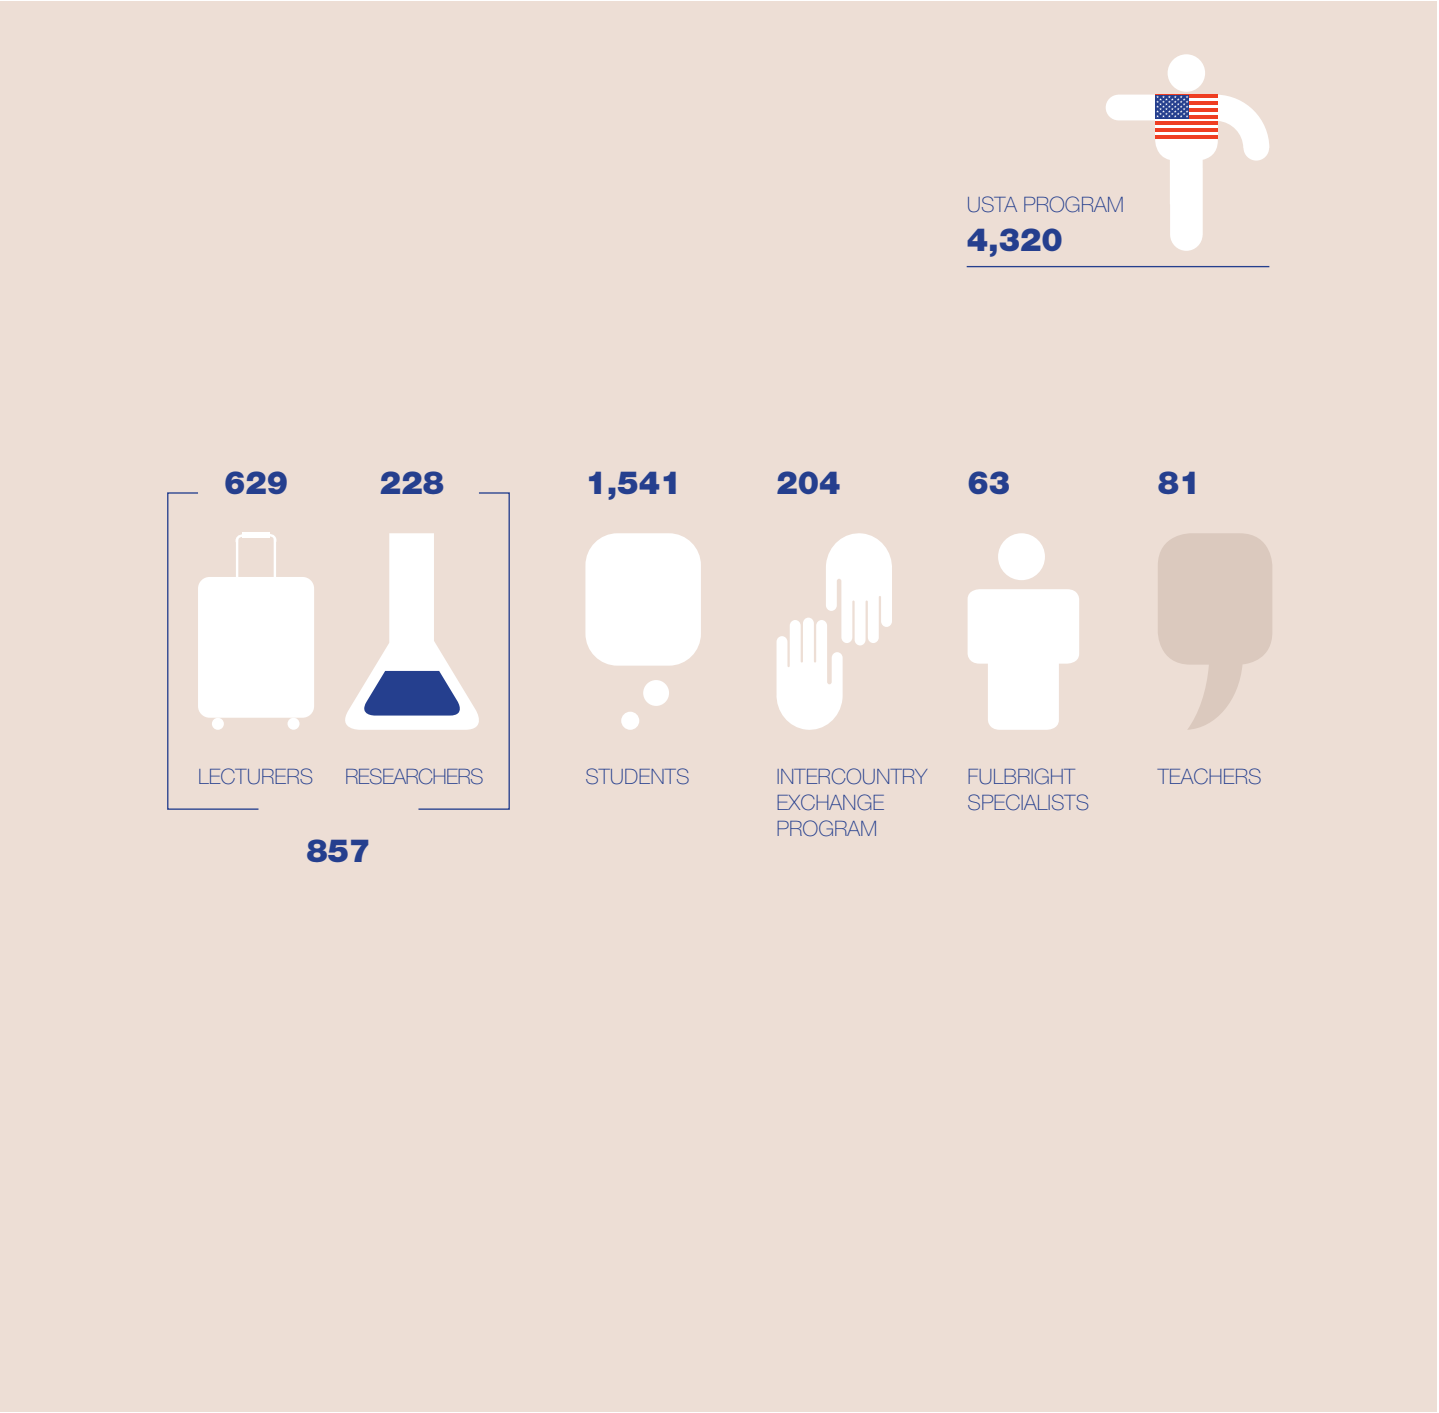 USTA PROGRAM
4,320
629
228
1,541
204
63
81
LECTURERS
RESEARCHERS
STUDENTS
INTERCOUNTRY
EXCHANGE
PROGRAM
FULBRIGHT
SPECIALISTS
TEACHERS
857